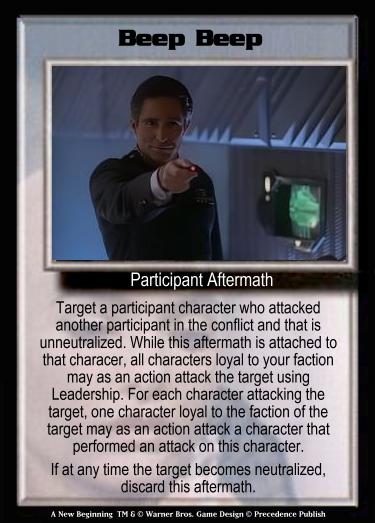 Beep Beep
Participant Aftermath
Target a participant character who attacked
another participant in the conflict and that is
unneutralized. While this aftermath is attached to
that characer, all characters loyal to your faction
may as an action attack the target using
Leadership. For each character attacking the
target, one character loyal to the faction of the
target may as an action attack a character that
performed an attack on this character.
If at any time the target becomes neutralized,
discard this aftermath.
A New Beginning TM & © Warner Bros. Game Design © Precedence Publish